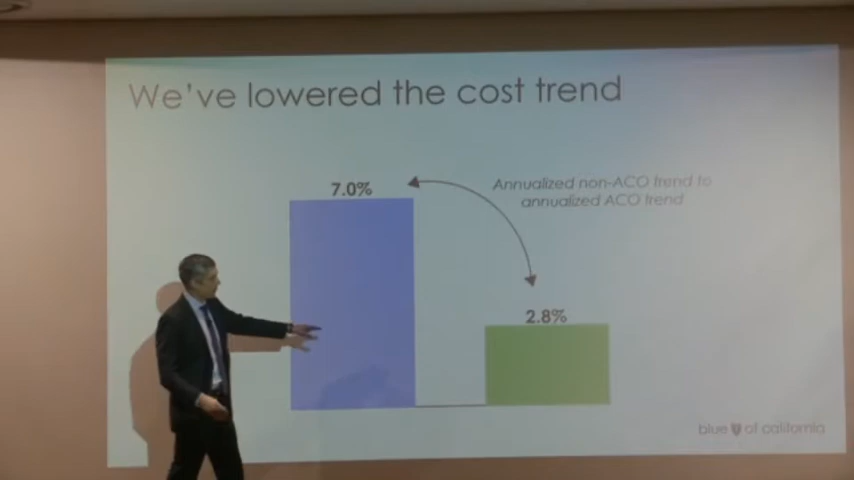 We've lowered the cost trend
7.0%
Annualized non-ACO trend to
annualized ACO trend
2.8%
blue of california